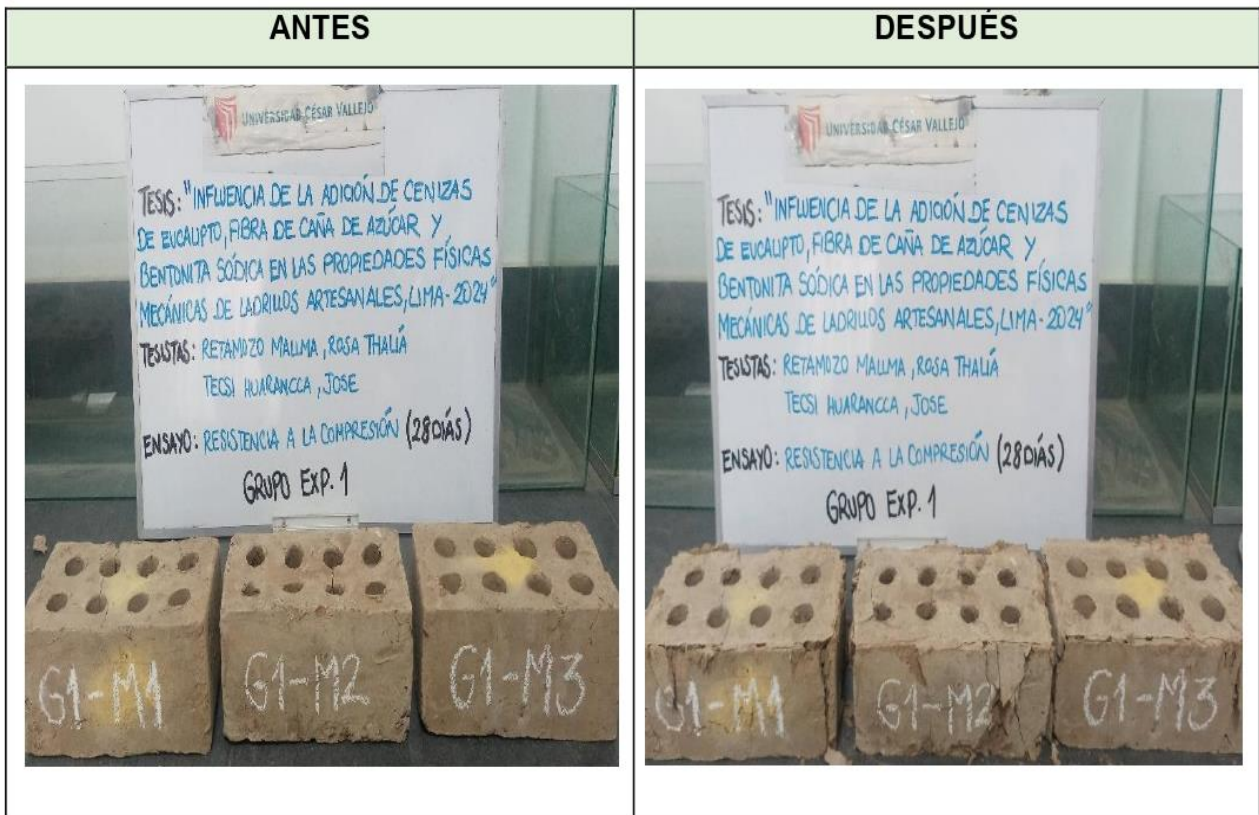 ANTES
DESPUÉS
UNIVERSIDAD CÉSAR VALLEJO
TESIS: "INFLUENCIA DE LA ADICIÓN DE CENIZAS
DE EUCALIPTO, FIBRA DE CAÑA DE AZÚCAR Y
BENTONITA SÓDICA EN LAS PROPIEDADES FÍSICAS
MECÁNICAS DE LADRILLOS ARTESANALES, LIMA-2024"
TESISTAS: RETAMOZO MALLMA, ROSA THALIÁ
TECSI HUARANCCA, JOSE
ENSAYO: RESISTENCIA A LA COMPRESIÓN (28 DÍAS)
GRUPO EXP. 1
G1-M1
G1-M2
G1-M3
UNIVERSIDAD CÉSAR VALLEJO
TESIS: "INFLUENCIA DE LA ADICIÓN DE CENIZAS
DE EUCALIPTO, FIBRA DE CAÑA DE AZÚCAR Y
BENTONITA SÓDICA EN LAS PROPIEDADES FÍSICAS
MECÁNICAS DE LADRILLOS ARTESANALES, LIMA-2024"
TESISTAS: RETAMOZO MALLMA, ROSA THALIÁ
TECSI HUARANCCA, JOSE
ENSAYO: RESISTENCIA A LA COMPRESIÓN (28 DÍAS)
GRUPO EXP. 1
G1-M1
G1-M2
G1-M3